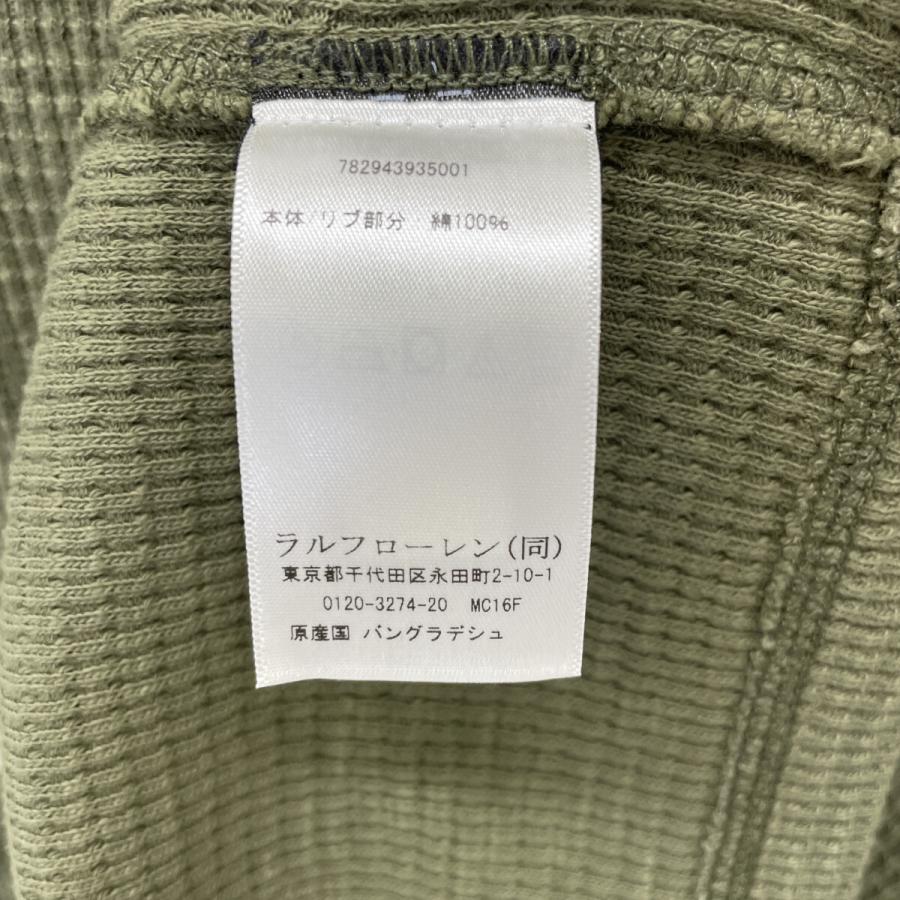 782943935001
本体/リブ部分 綿100%
ラルフローレン(同)
東京都千代田区永田町2-10-1
0120-3274-20 MC16F
原産国 バングラデシュ